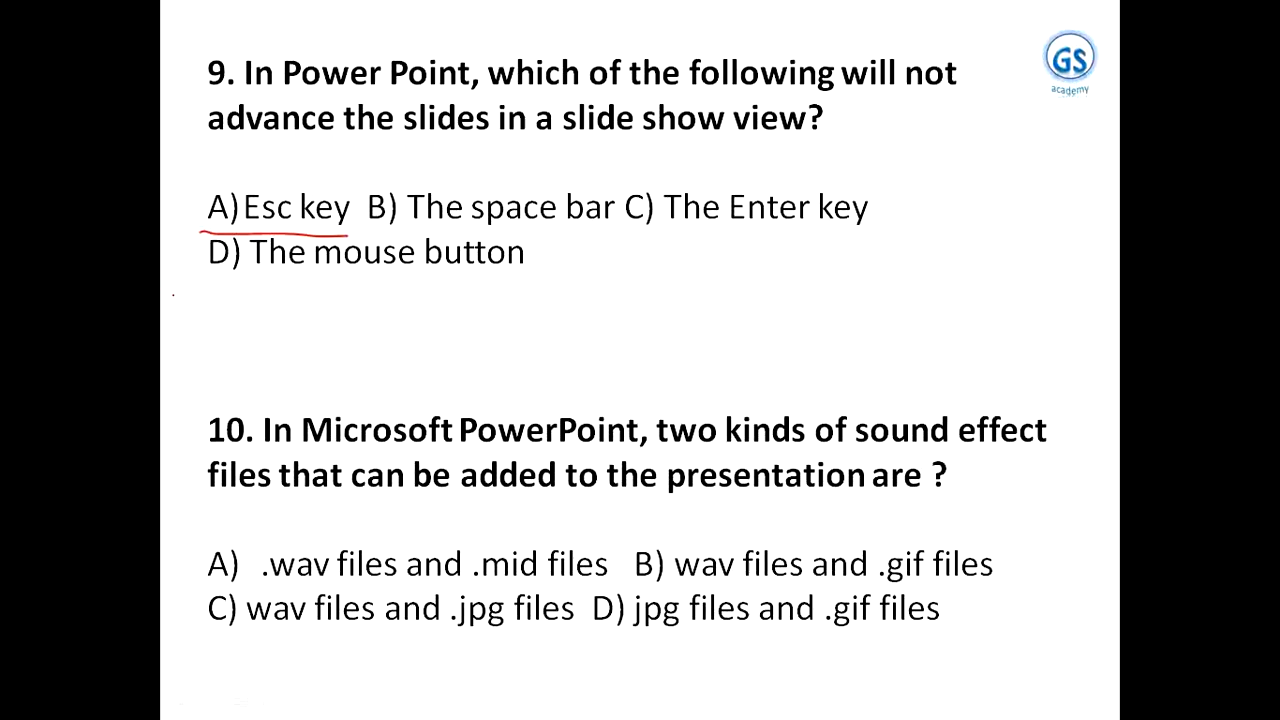 GS
academy
9. In Power Point, which of the following will not
advance the slides in a slide show view?
A) Esc key B) The space bar C) The Enter key
D) The mouse button
10. In Microsoft PowerPoint, two kinds of sound effect
files that can be added to the presentation are ?
A) .wav files and .mid files B) wav files and .gif files
C) wav files and .jpg files D) jpg files and .gif files